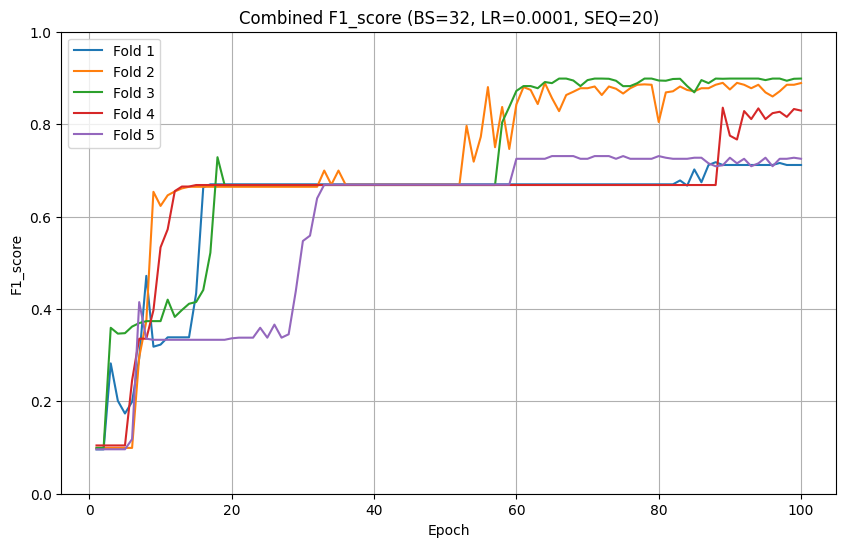 Combined F1_score (BS=32, LR=0.0001, SEQ=20)
Fold 1
Fold 2
Fold 3
Fold 4
Fold 5
F1_score
1.0
0.8
0.6
0.4
0.2
0.0
0 20 40 60 80 100
Epoch